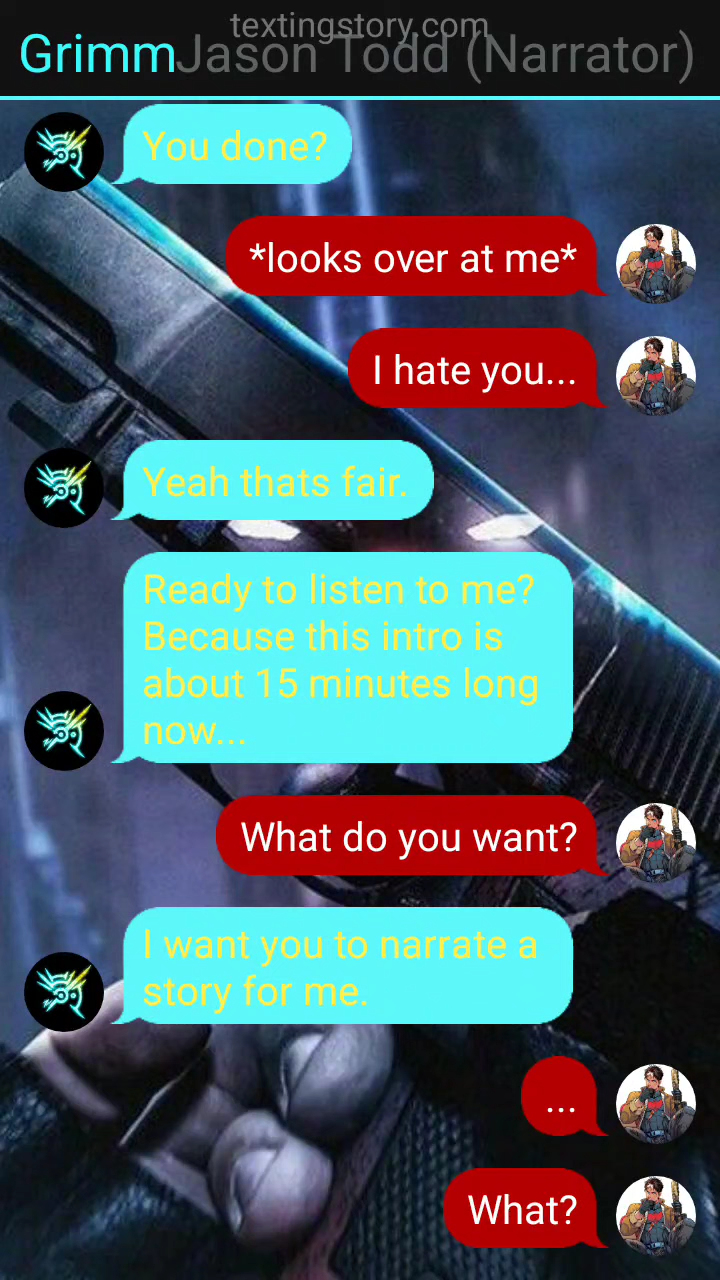 textingstory.com
GrimmJason Todd (Narrator)
You done?
*looks over at me*
I hate you...
Yeah thats fair.
Ready to listen to me?
Because this intro is
about 15 minutes long
now...
What do you want?
I want you to narrate a
story for me.
...
What?